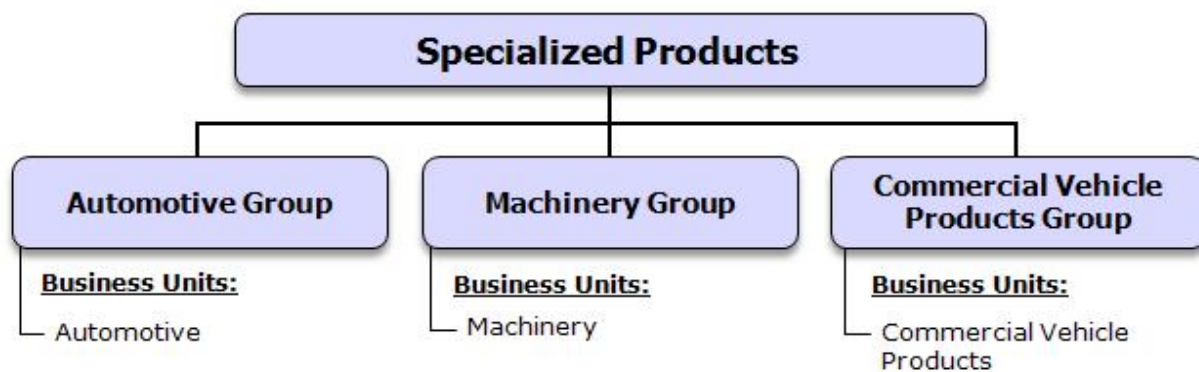 Specialized Products
Automotive Group
Machinery Group
Commercial Vehicle
Products Group
Business Units:
Automotive
Business Units:
Machinery
Business Units:
Commercial Vehicle
Products